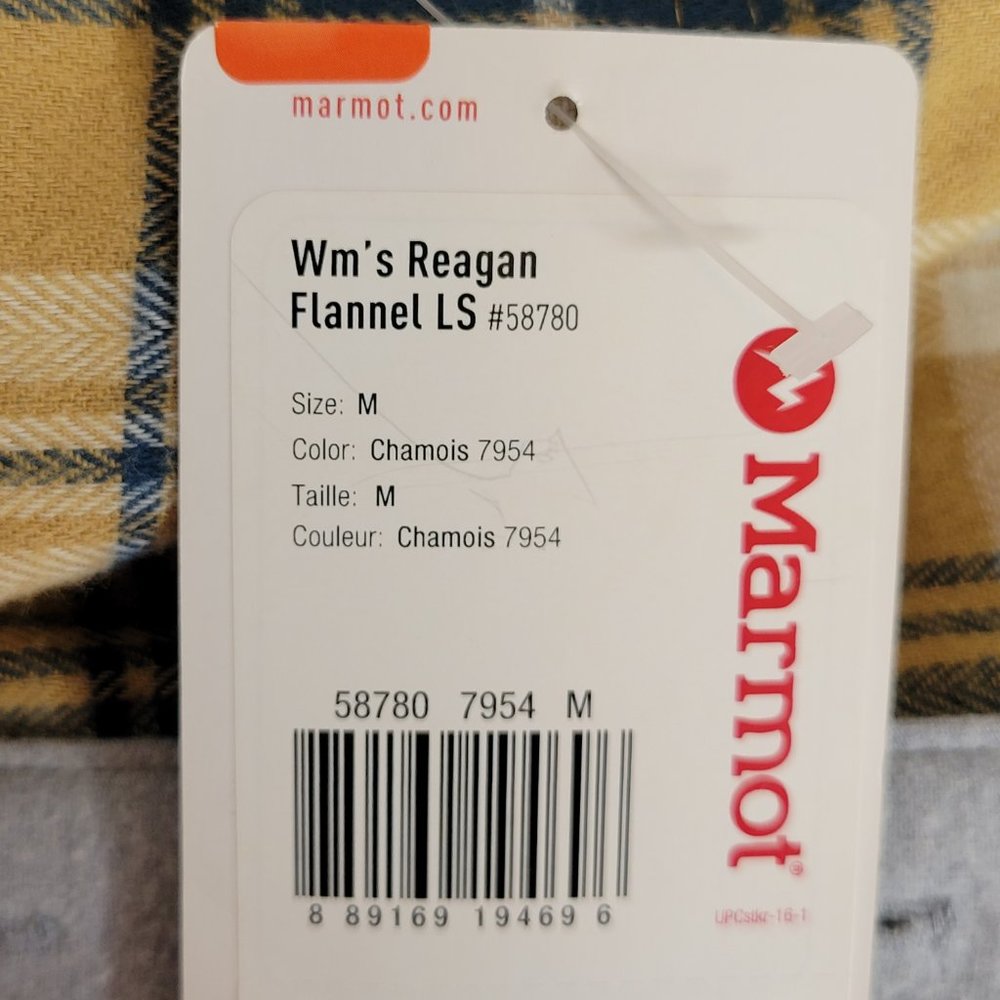 marmot.com
Wm's Reagan
Flannel LS #58780
Size: M
Color: Chamois 7954
Taille: M
Couleur: Chamois 7954
58780 7954 M
8 89169 19469 6
Marmot®
UPCstkr-16-1